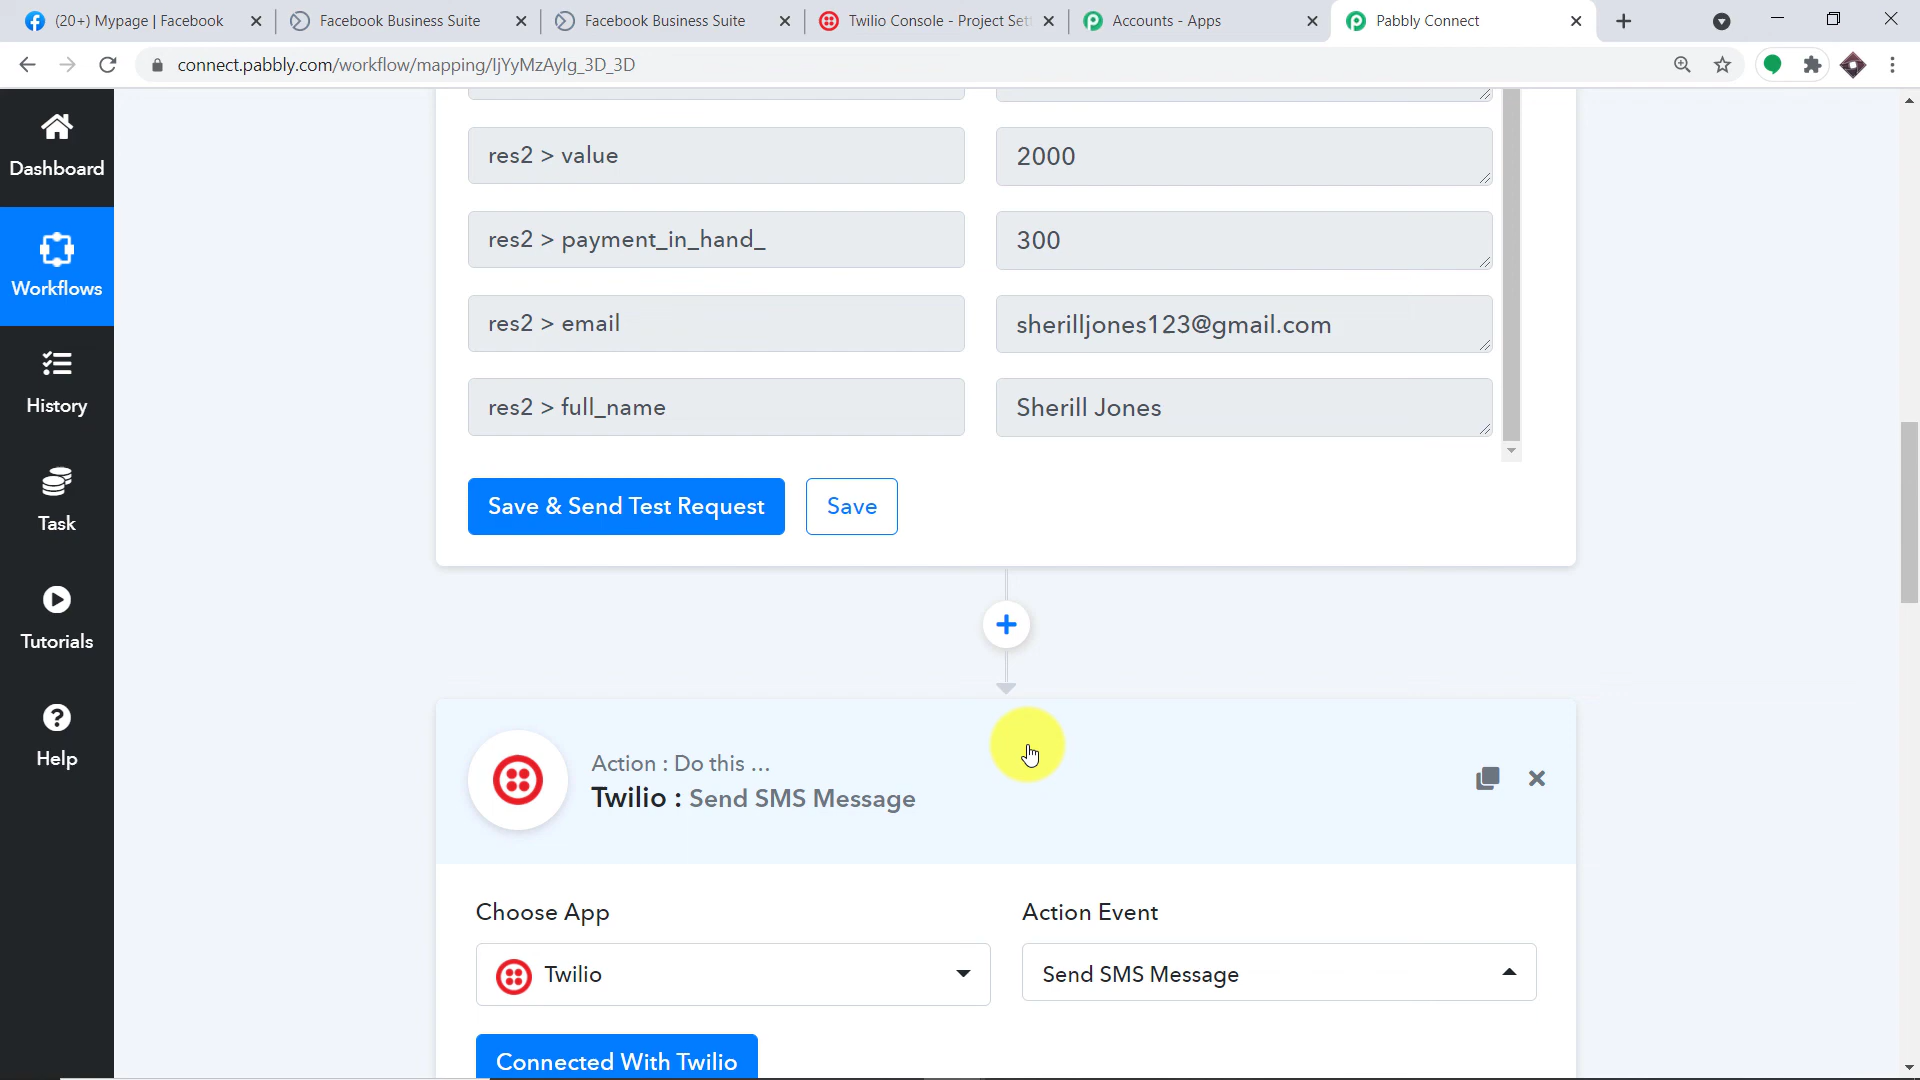 (20+) Mypage | Facebook
Facebook Business Suite
Facebook Business Suite
Twilio Console - Project Set
Accounts - Apps
Pabbly Connect
connect.pabbly.com/workflow/mapping/IjYyMzAyIg_3D_3D
Dashboard
Workflows
History
Task
Tutorials
Help
res2 > value
2000
res2 > payment_in_hand_
300
res2 > email
sherilljones123@gmail.com
res2 > full_name
Sherill Jones
Save & Send Test Request
Save
Action : Do this ...
Twilio : Send SMS Message
Choose App
Action Event
Twilio
Send SMS Message
Connected With Twilio